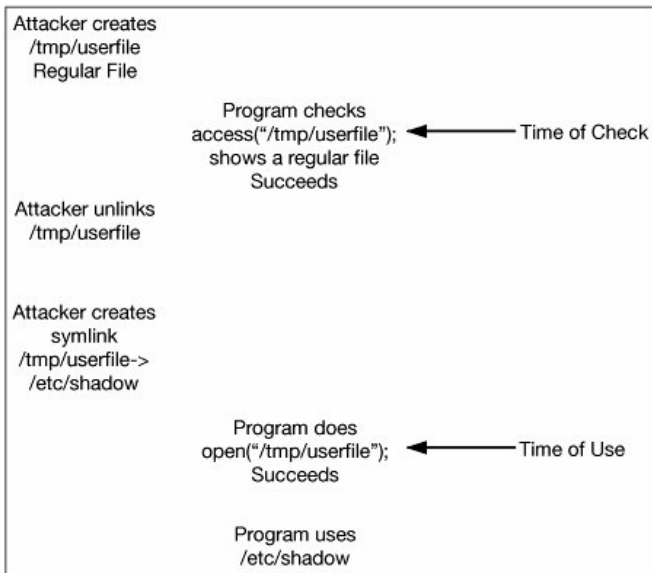 Attacker creates
/tmp/userfile
Regular File
Program checks
access(“/tmp/userfile”);
shows a regular file
Succeeds
Time of Check
Attacker unlinks
/tmp/userfile
Attacker creates
symlink
/tmp/userfile->
/etc/shadow
Program does
open(“/tmp/userfile”);
Succeeds
Time of Use
Program uses
/etc/shadow